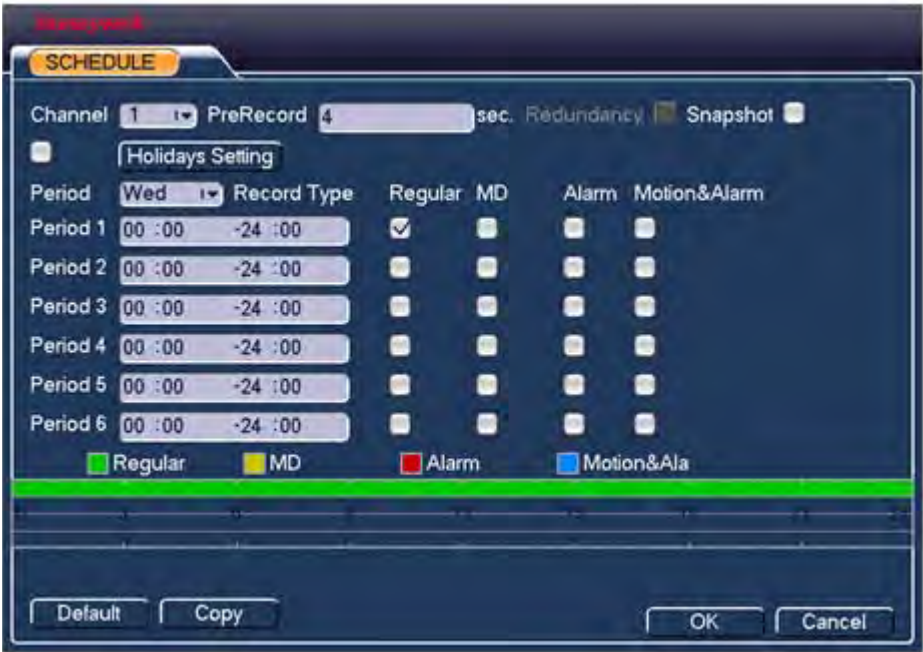 Honeywell
SCHEDULE
Channel 1 PreRecord 4 sec. Redundancy Snapshot
Holidays Setting
Period Wed Record Type Regular MD Alarm Motion&Alarm
Period 1 00 :00 -24 :00
Period 2 00 :00 -24 :00
Period 3 00 :00 -24 :00
Period 4 00 :00 -24 :00
Period 5 00 :00 -24 :00
Period 6 00 :00 -24 :00
Regular MD Alarm Motion&Ala
Default Copy OK Cancel